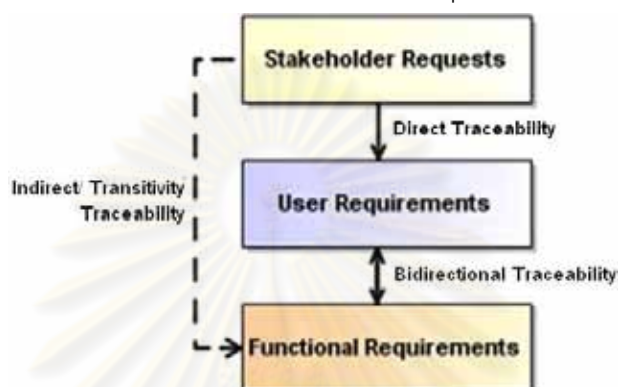 Stakeholder Requests
Direct Traceability
Indirect/ Transitivity
Traceability
User Requirements
Bidirectional Traceability
Functional Requirements